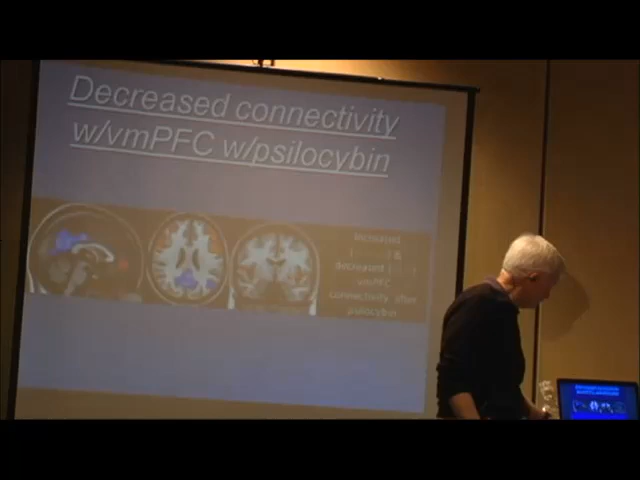 Decreased connectivity
w/vmPFC w/psilocybin
Increased
&
decreased
vmPFC
connectivity after
psilocybin